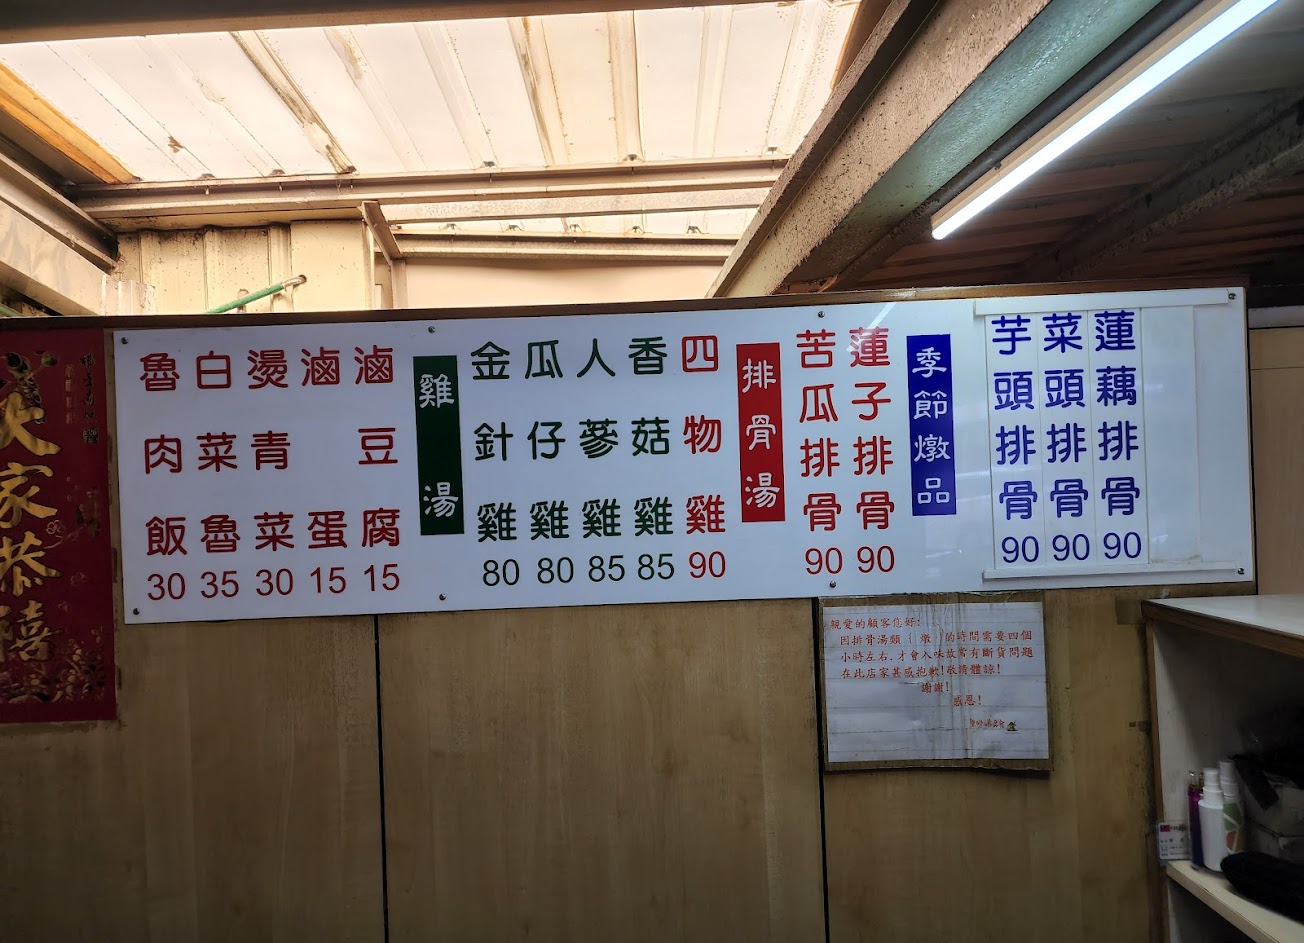 魯肉飯 30
白菜魯 35
燙青菜 30
滷蛋 15
滷豆腐 15
雞湯
金針雞 80
瓜仔雞 80
人蔘雞 85
香菇雞 85
四物雞 90
排骨湯
苦瓜排骨 90
蓮子排骨 90
季節燉品
芋頭排骨 90
菜頭排骨 90
蓮藕排骨 90
大家恭禧
親愛的顧客您好:
因排骨湯類(燉)的時間需要四個
小時左右,才會入味故常有斷貨問題
在此店家甚感抱歉!敬請體諒!
謝謝!
感恩!